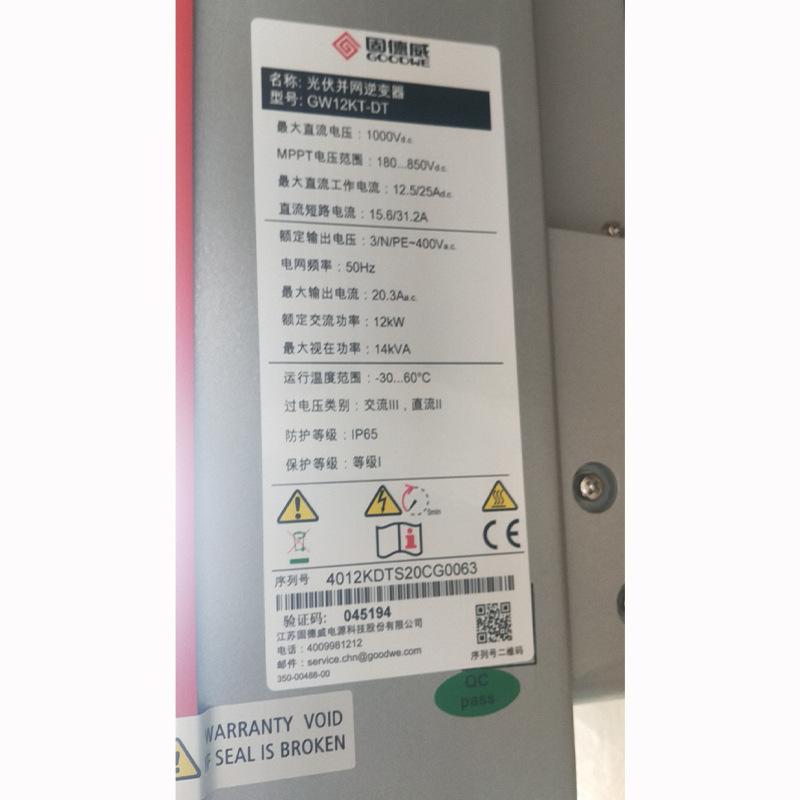 固德威
GOODWE
名称: 光伏并网逆变器
型号: GW12KT-DT
最大直流电压：1000Vd.c.
MPPT电压范围：180...850Vd.c.
最大直流工作电流：12.5/25Ad.c.
直流短路电流：15.6/31.2A
额定输出电压：3/N/PE~400Va.c.
电网频率：50Hz
最大输出电流：20.3Aa.c.
额定交流功率：12kW
最大视在功率：14kVA
运行温度范围：-30...60°C
过电压类别：交流III，直流II
防护等级：IP65
保护等级：等级I
5min
CE
序列号 4012KDTS20CG0063
验证码: 045194
江苏固德威电源科技股份有限公司
电话：4009981212
邮件：service.chn@goodwe.com
序列号二维码
350-00486-00
QC
pass
WARRANTY VOID
IF SEAL IS BROKEN